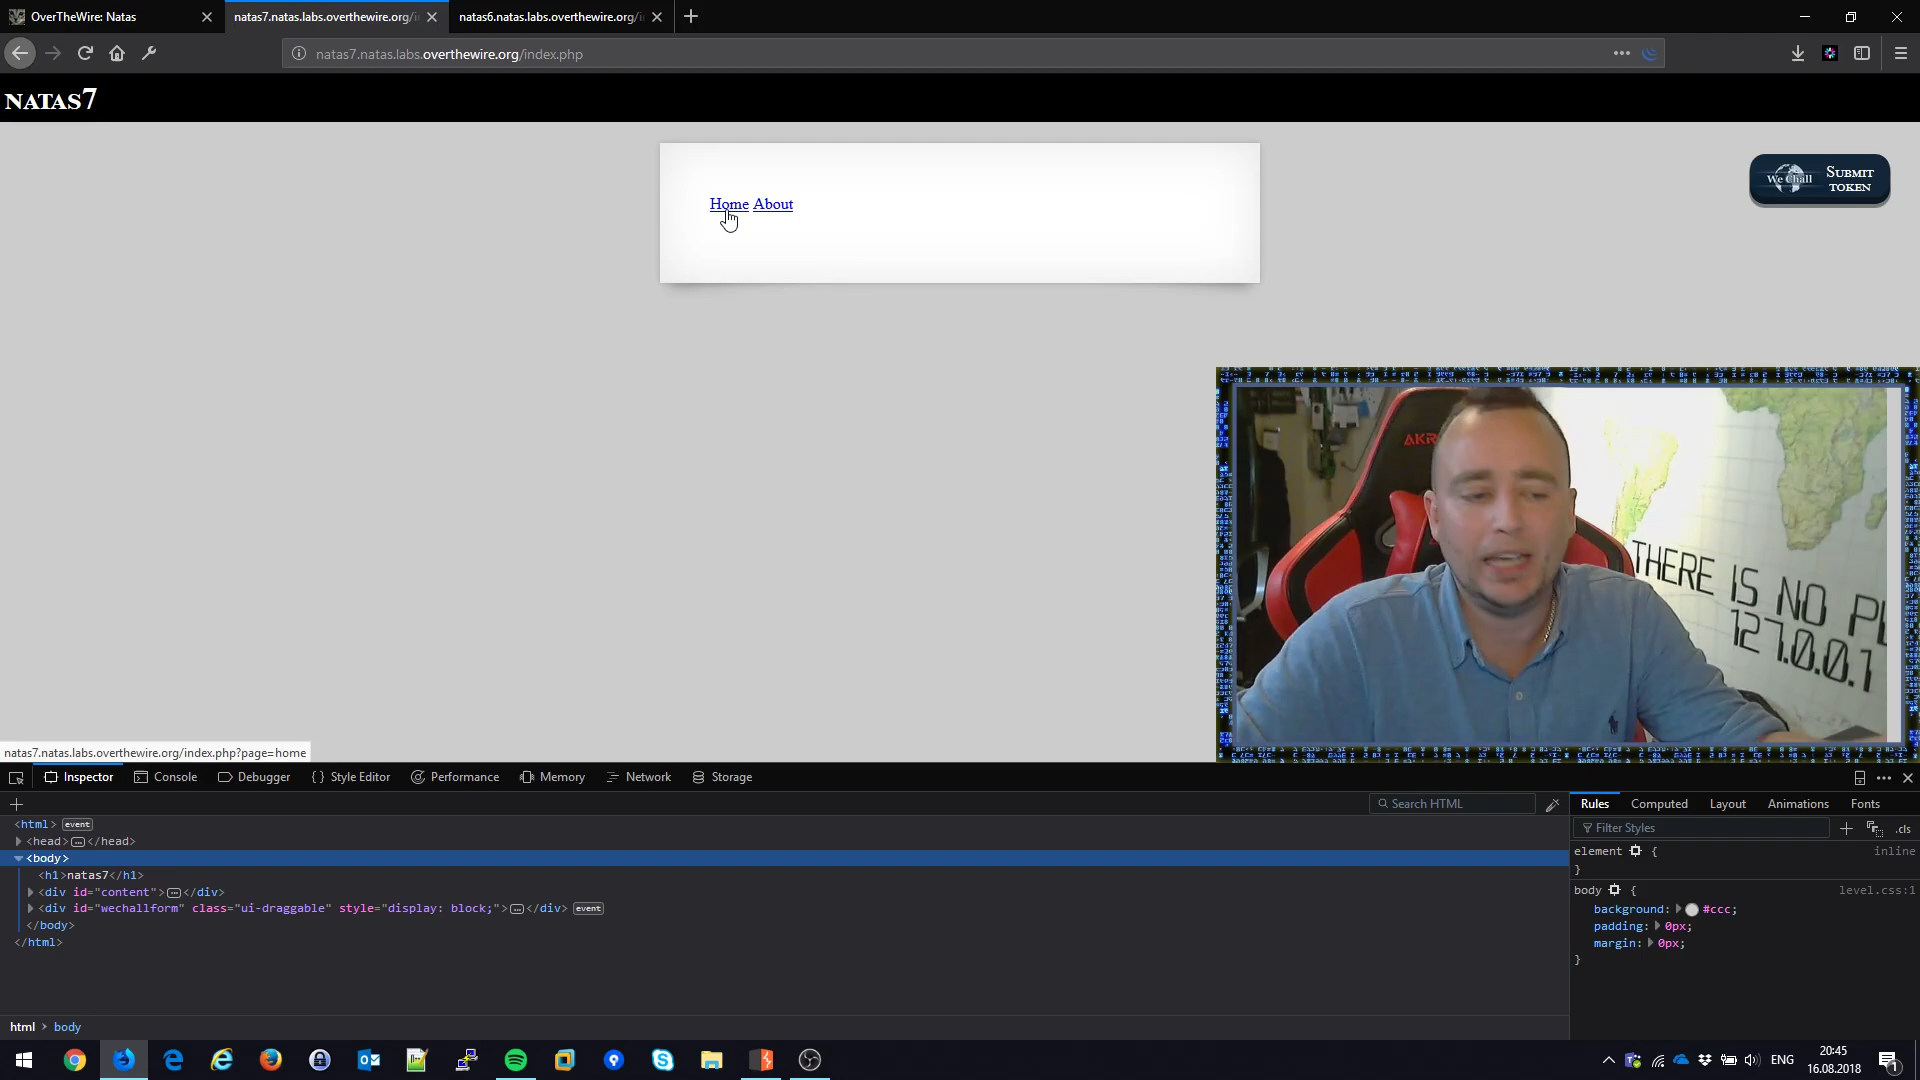 OverTheWire: Natas
natas7.natas.labs.overthewire.org/i
natas6.natas.labs.overthewire.org/i
natas7.natas.labs.overthewire.org/index.php
NATAS7
Home About
We Chall
SUBMIT
TOKEN
AKR
THERE IS NO PL
127.0.0.1
natas7.natas.labs.overthewire.org/index.php?page=home
Inspector Console Debugger Style Editor Performance Memory Network Storage
Search HTML
Rules Computed Layout Animations Fonts
Filter Styles
.cls
<html> event
<head>…</head>
<body>
<h1>natas7</h1>
<div id="content">…</div>
<div id="wechallform" class="ui-draggable" style="display: block;">…</div> event
</body>
</html>
element {
inline
}
body {
level.css:1
background: #ccc;
padding: 0px;
margin: 0px;
}
html > body
ENG
20:45
16.08.2018
1